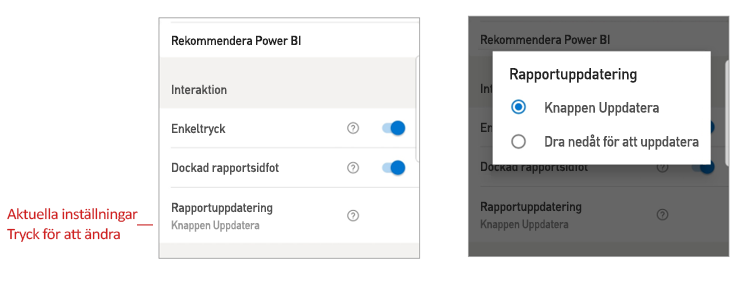 Rekommendera Power BI
Interaktion
Enkeltryck
Dockad rapportsidfot
Rapportuppdatering
Knappen Uppdatera
Aktuella inställningar
Tryck för att ändra
Rekommendera Power BI
Int
En
Rapportuppdatering
Knappen Uppdatera
Dra nedåt för att uppdatera
Dockad rapportsidfot
Rapportuppdatering
Knappen Uppdatera